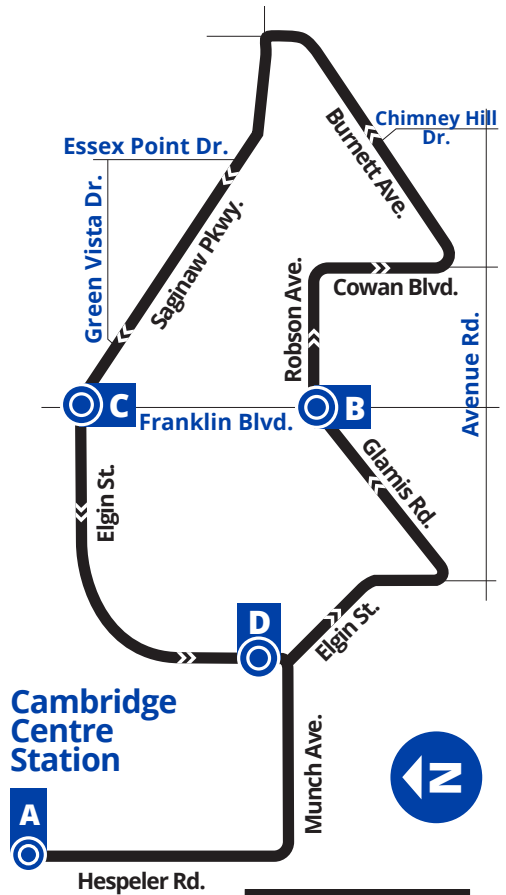 Chimney Hill
Dr.
Burnett Ave.
Essex Point Dr.
Green Vista Dr.
Saginaw Pkwy.
Robson Ave.
Cowan Blvd.
Avenue Rd.
C
Franklin Blvd.
B
Glamis Rd.
Elgin St.
D
Elgin St.
Cambridge
Centre
Station
N
Munch Ave.
A
Hespeler Rd.